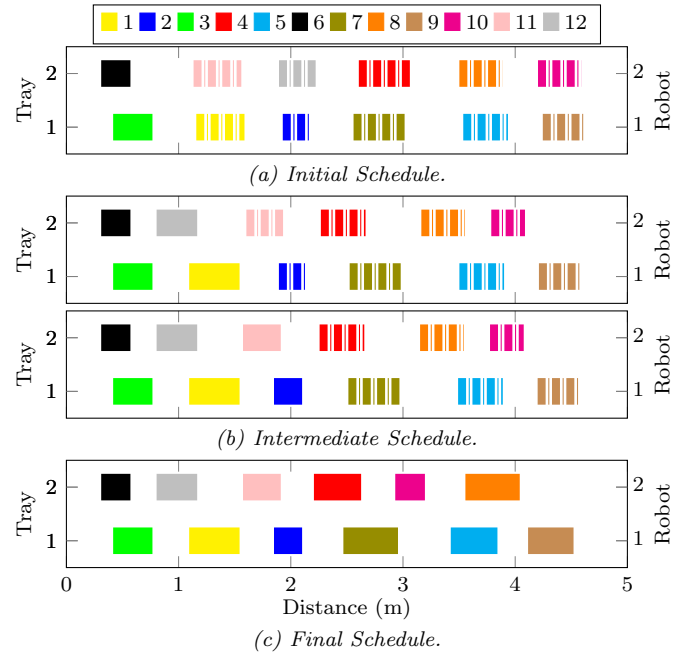 1 2 3 4 5 6 7 8 9 10 11 12
Tray 2 1 2 1 Robot
(a) Initial Schedule.
Tray 2 1 2 1 Robot
Tray 2 1 2 1 Robot
(b) Intermediate Schedule.
Tray 2 1 2 1 Robot
0 1 2 3 4 5
Distance (m)
(c) Final Schedule.